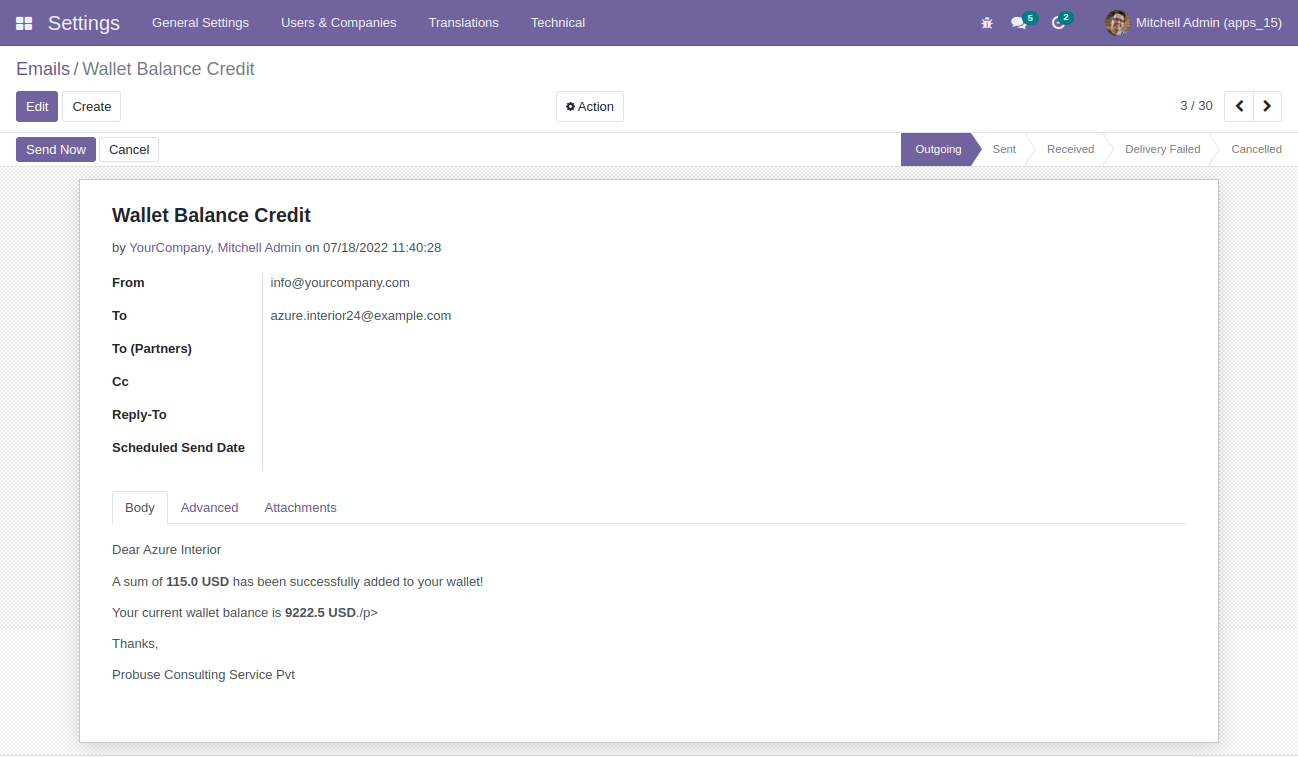 Settings General Settings Users & Companies Translations Technical 5 2 Mitchell Admin (apps_15)
Emails / Wallet Balance Credit
Edit Create Action 3 / 30
Send Now Cancel Outgoing Sent Received Delivery Failed Cancelled
Wallet Balance Credit
by YourCompany, Mitchell Admin on 07/18/2022 11:40:28
From info@yourcompany.com
To azure.interior24@example.com
To (Partners)
Cc
Reply-To
Scheduled Send Date
Body Advanced Attachments
Dear Azure Interior
A sum of 115.0 USD has been successfully added to your wallet!
Your current wallet balance is 9222.5 USD./p>
Thanks,
Probuse Consulting Service Pvt